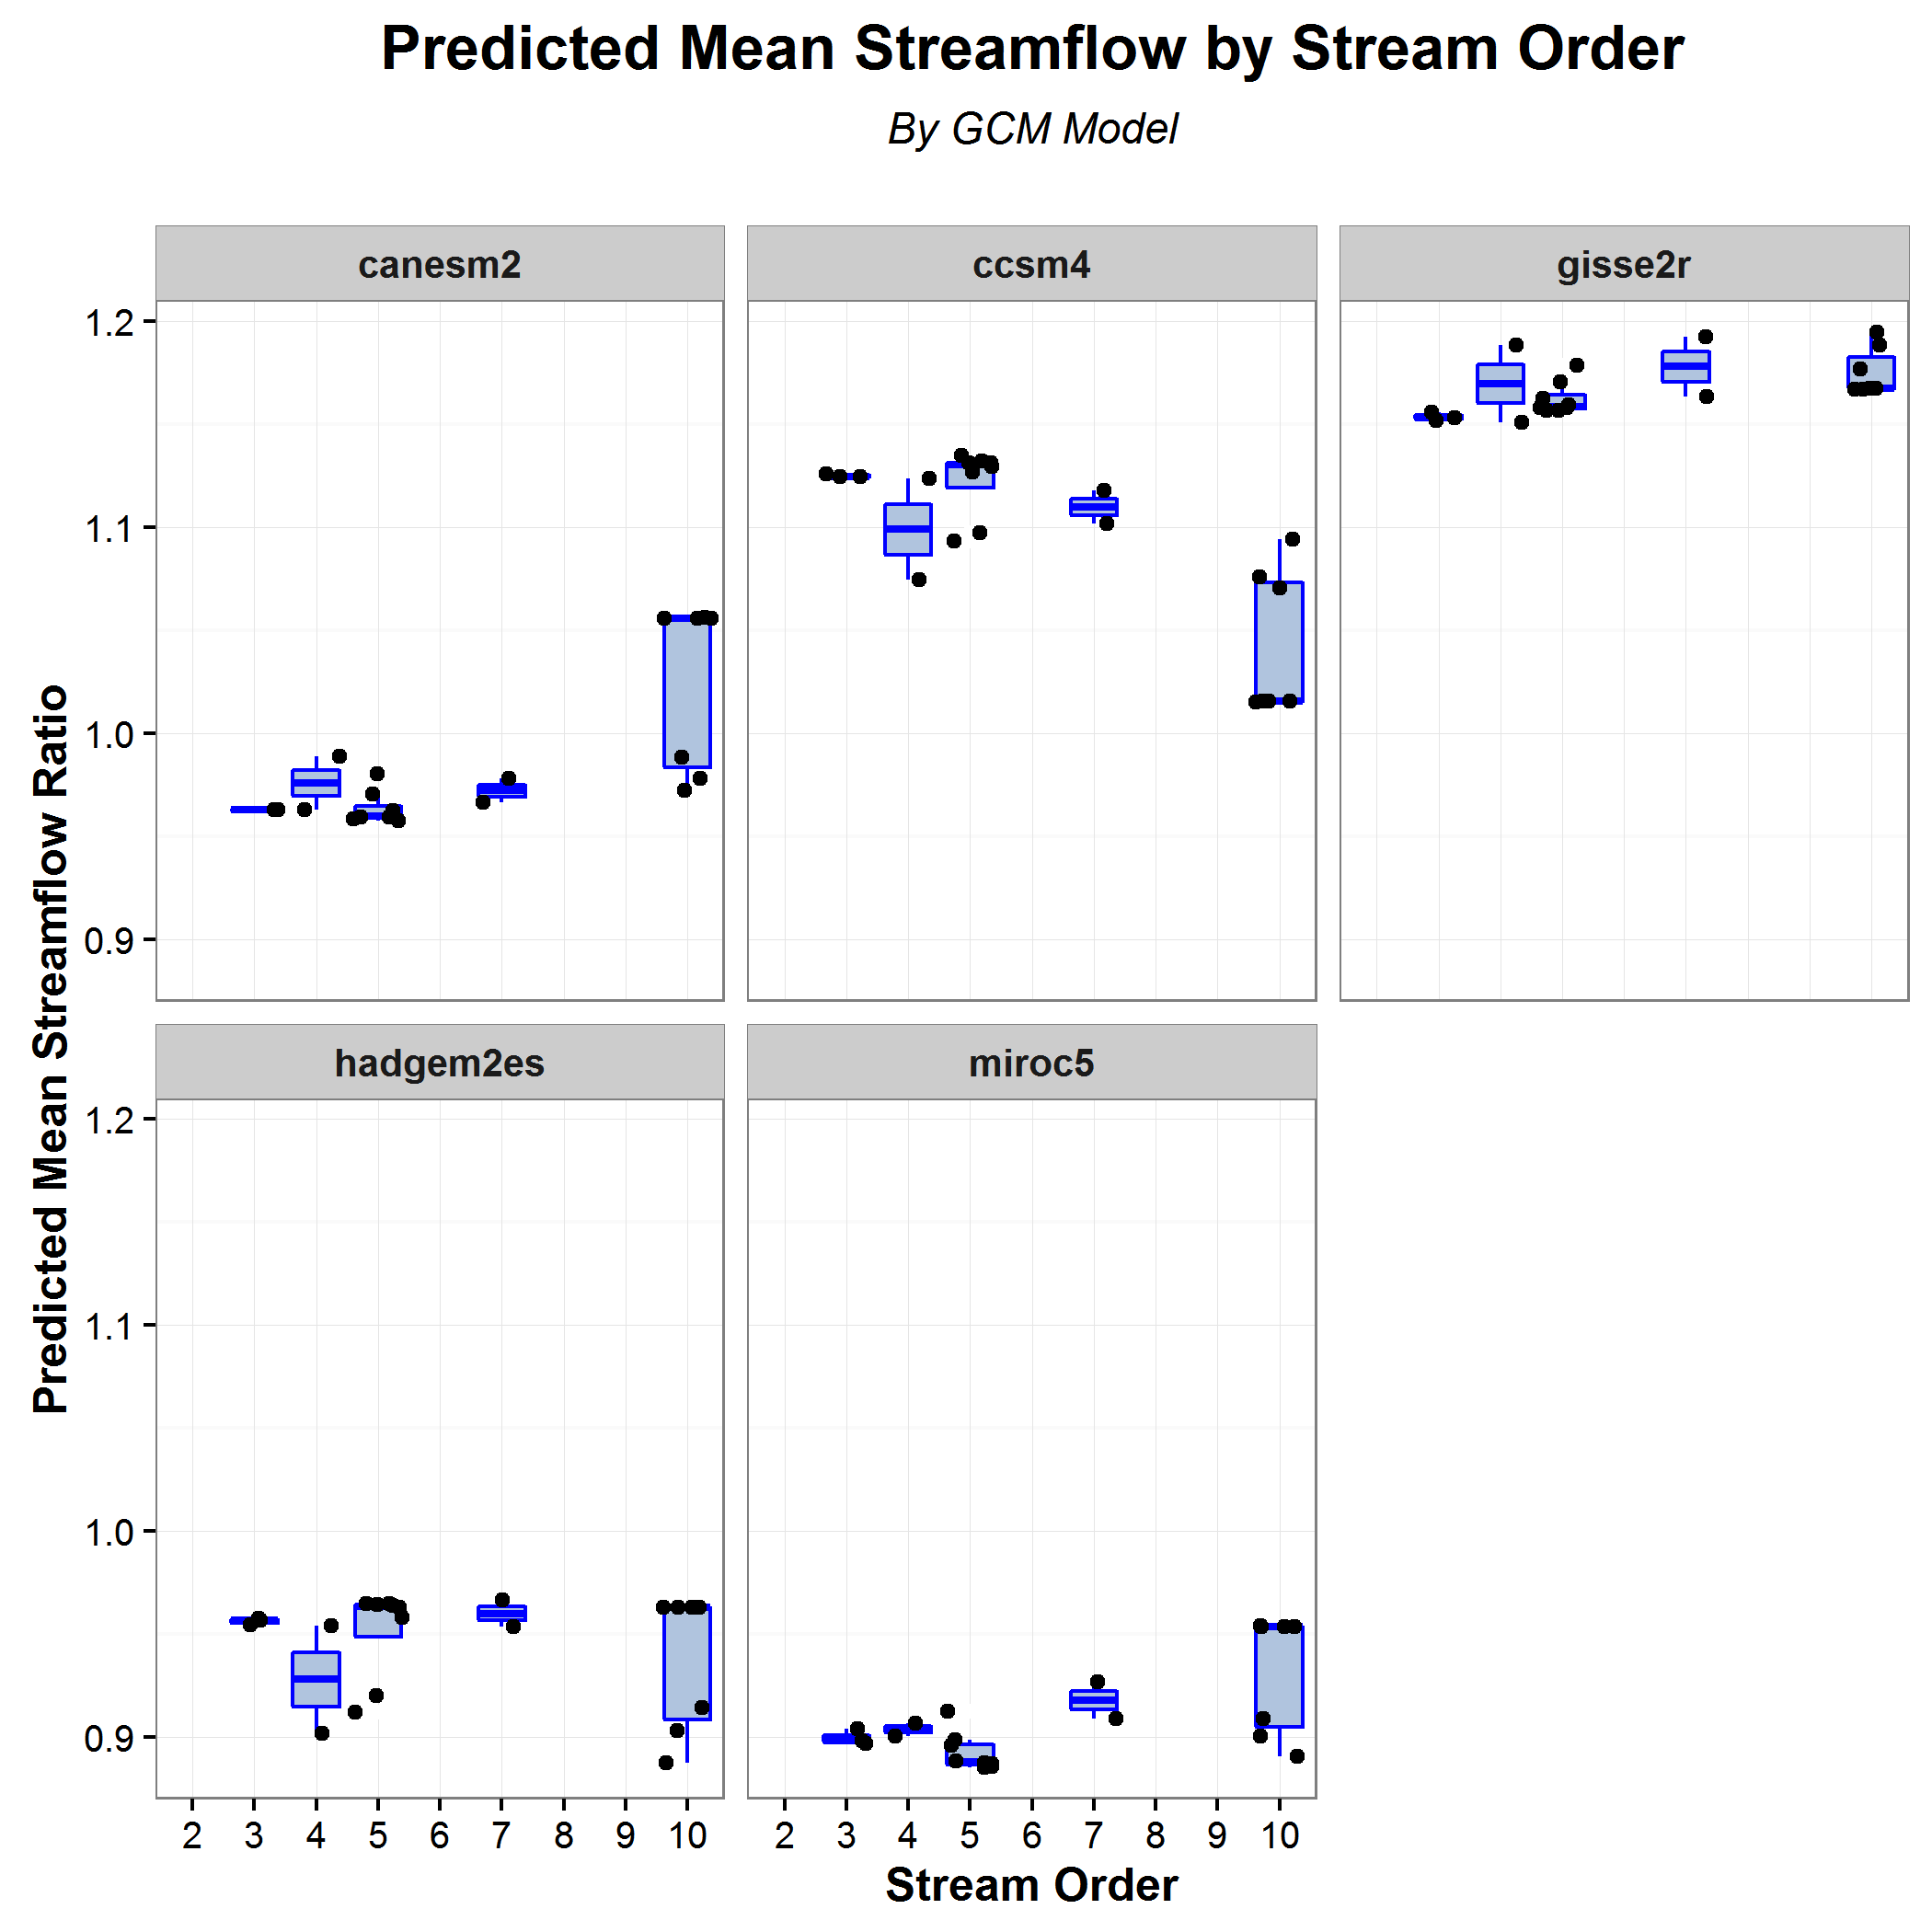 Predicted Mean Streamflow by Stream Order
By GCM Model
canesm2
ccsm4
gisse2r
1.2
1.1
1.0
0.9
Predicted Mean Streamflow Ratio
hadgem2es
miroc5
1.2
1.1
1.0
0.9
2 3 4 5 6 7 8 9 10
2 3 4 5 6 7 8 9 10
Stream Order